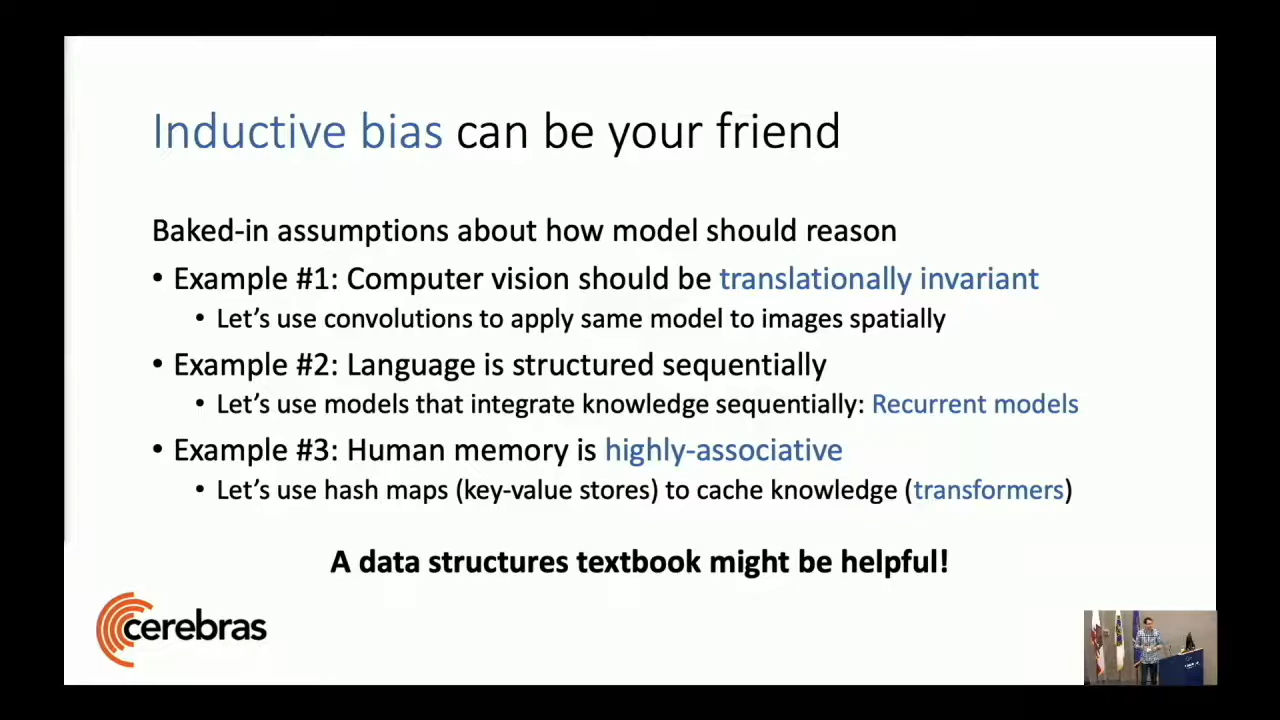 Inductive bias can be your friend
Baked-in assumptions about how model should reason
• Example #1: Computer vision should be translationally invariant
• Let's use convolutions to apply same model to images spatially
• Example #2: Language is structured sequentially
• Let's use models that integrate knowledge sequentially: Recurrent models
• Example #3: Human memory is highly-associative
• Let's use hash maps (key-value stores) to cache knowledge (transformers)
A data structures textbook might be helpful!
cerebras